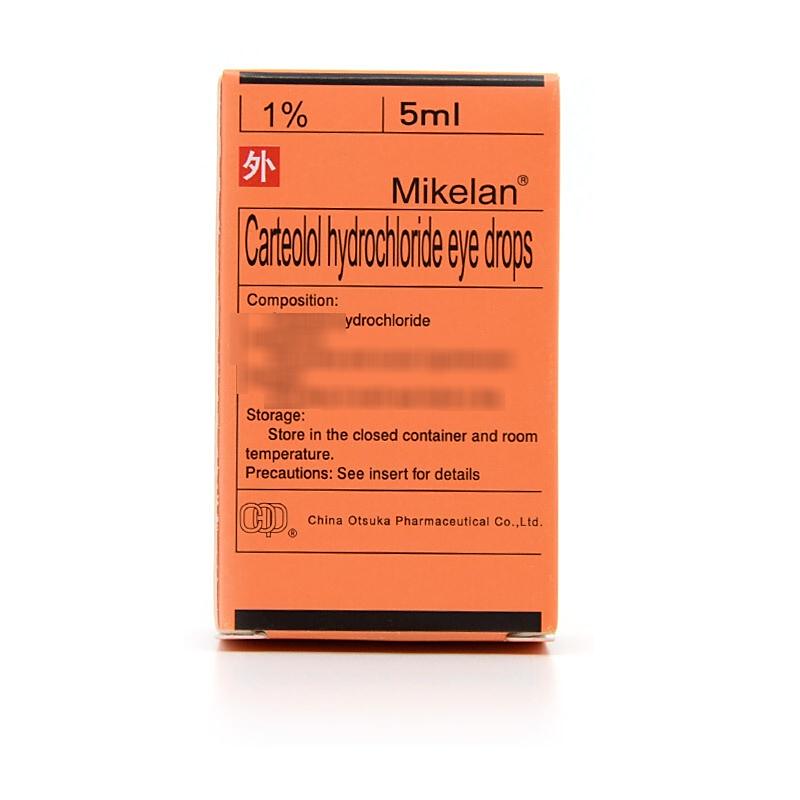 1% 5ml
外
Mikelan®
Carteolol hydrochloride eye drops
Composition:
ydrochloride
Storage:
Store in the closed container and room
temperature.
Precautions: See insert for details
® China Otsuka Pharmaceutical Co.,Ltd.